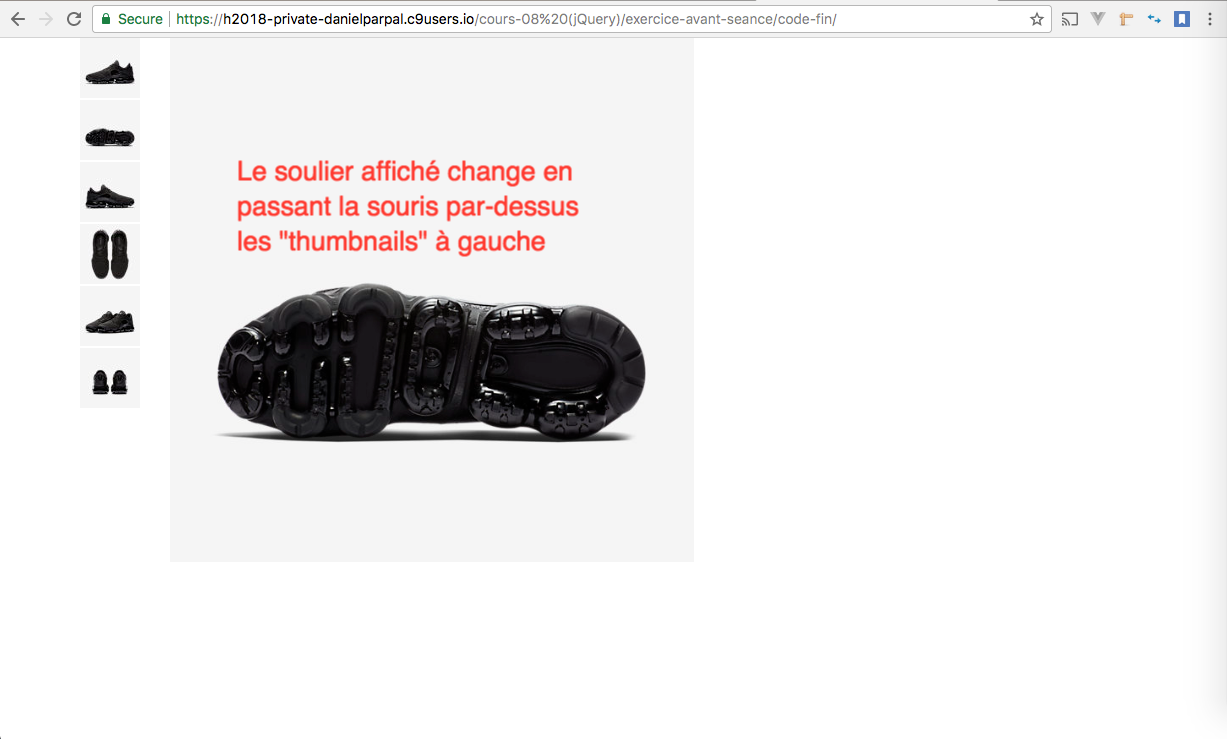 Secure https://h2018-private-danielparpal.c9users.io/cours-08%20(jQuery)/exercice-avant-seance/code-fin/
Le soulier affiché change en
passant la souris par-dessus
les "thumbnails" à gauche